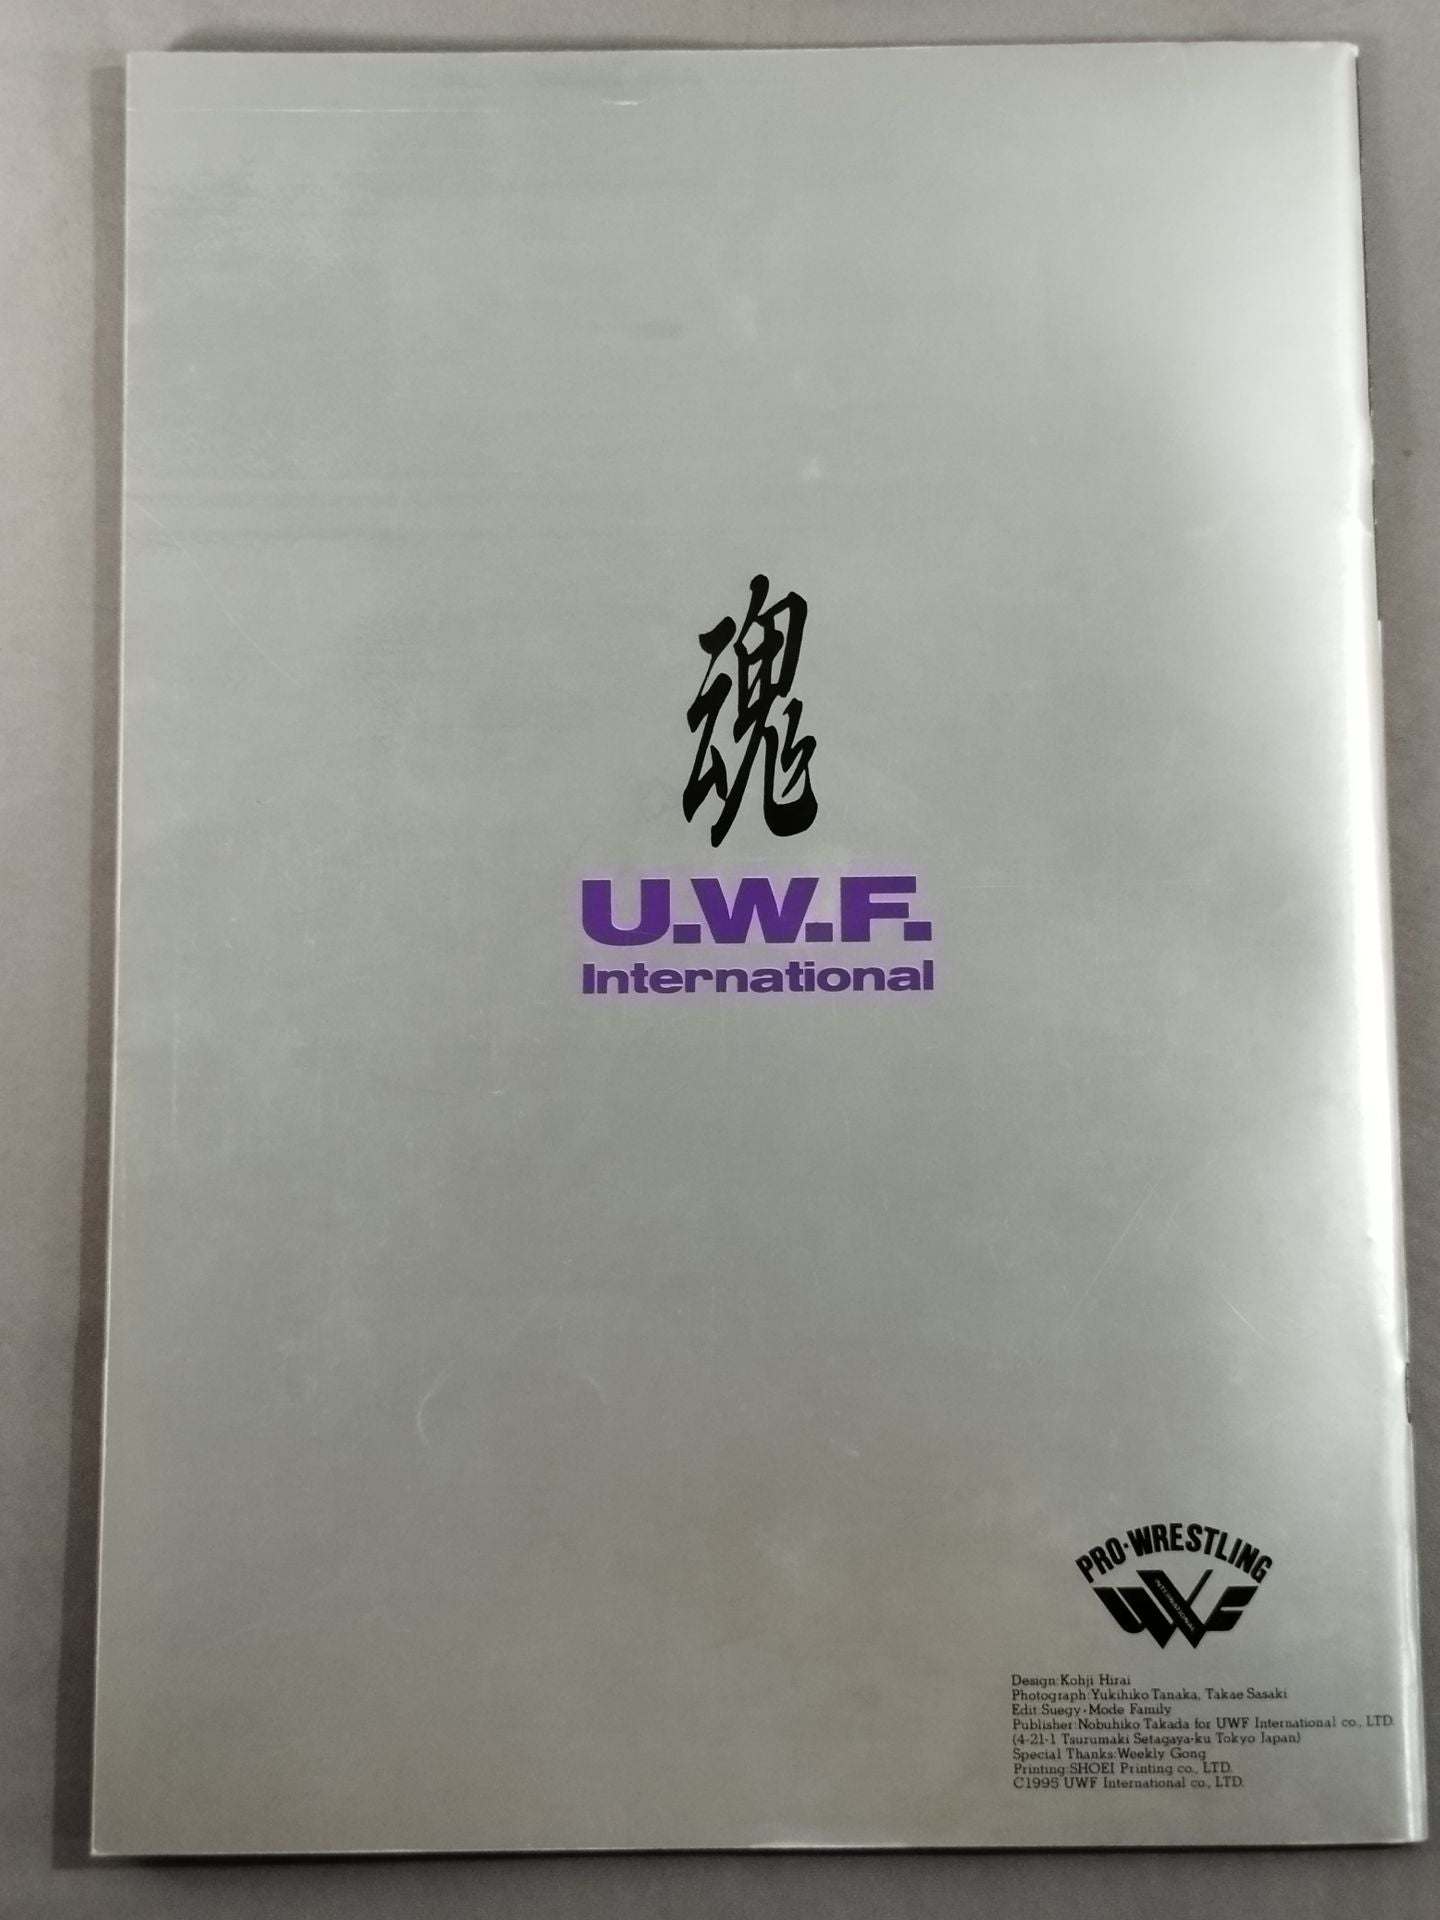 魂
U.W.F.
International
PRO-WRESTLING
UWF
INTERNATIONAL
Design:Kohji Hirai
Photograph:Yukihiko Tanaka, Takae Sasaki
Edit:Suegy・Mode Family
Publisher:Nobuhiko Takada for UWF International co., LTD.
(4-21-1 Tsurumaki Setagaya-ku Tokyo Japan)
Special Thanks:Weekly Gong
Printing:SHOEI Printing co., LTD.
C1995 UWF International co., LTD.